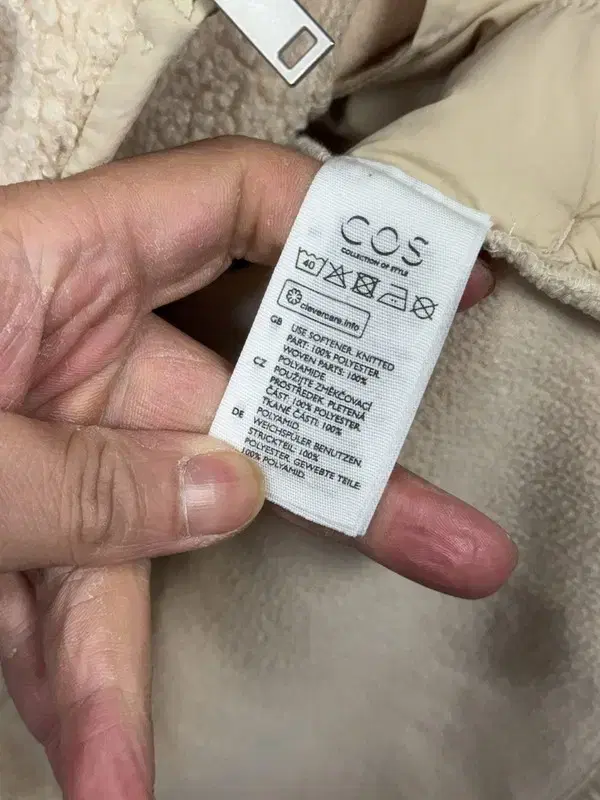 COS
COLLECTION OF STYLE
40
clevercare.info
GB USE SOFTENER. KNITTED
PART: 100% POLYESTER.
WOVEN PARTS: 100%
POLYAMIDE.
CZ POUŽIJTE ZMĚKČOVACÍ
PROSTŘEDEK. PLETENÁ
ČÁST: 100% POLYESTER.
TKANÉ ČÁSTI: 100%
POLYAMID.
DE WEICHSPÜLER BENUTZEN.
STRICKTEIL: 100%
POLYESTER. GEWEBTE TEILE:
100% POLYAMID.